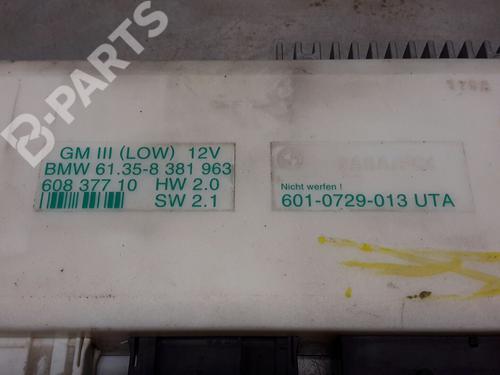 B-PARTS
GM III (LOW) 12V
BMW 61.35-8 381 963
608 377 10 HW 2.0
SW 2.1
Nicht werfen !
601-0729-013 UTA